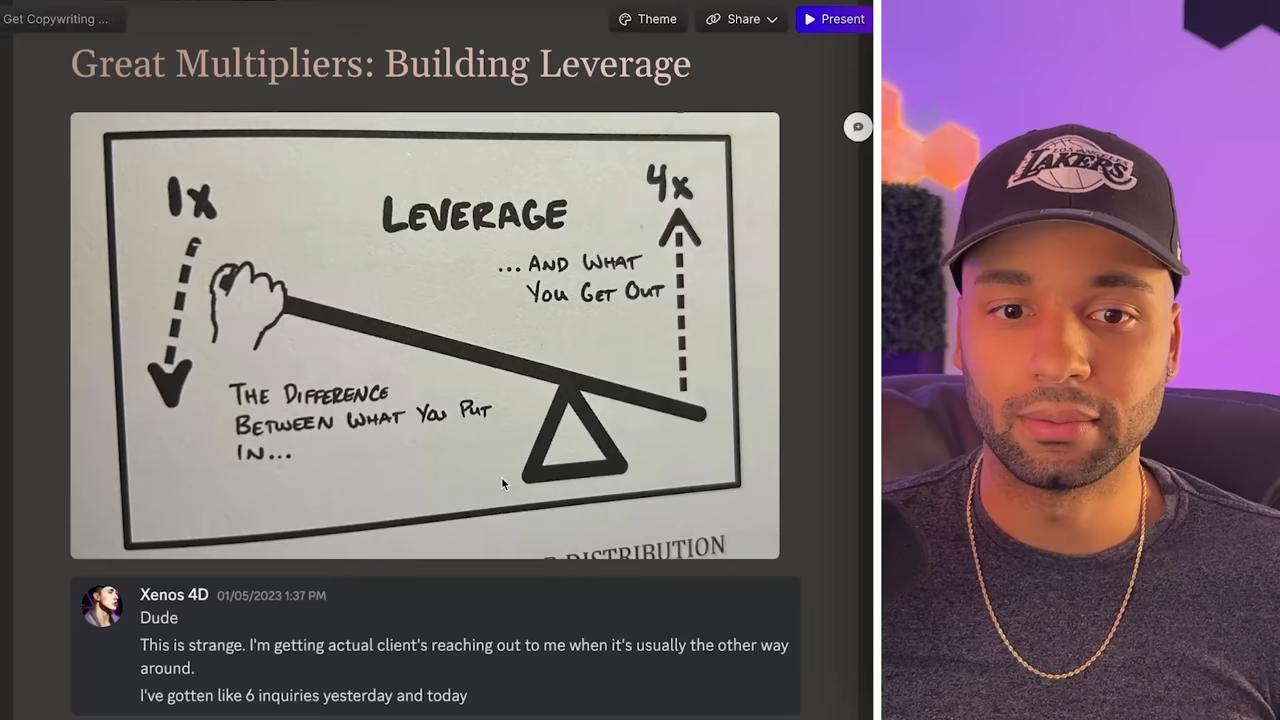 Get Copywriting ...
Theme
Share
Present
Great Multipliers: Building Leverage
1x
4x
LEVERAGE
... AND WHAT
YOU GET OUT
THE DIFFERENCE
BETWEEN WHAT YOU PUT
IN...
DISTRIBUTION
Xenos 4D 01/05/2023 1:37 PM
Dude
This is strange. I'm getting actual client's reaching out to me when it's usually the other way
around.
I've gotten like 6 inquiries yesterday and today
LOS ANGELES
LAKERS